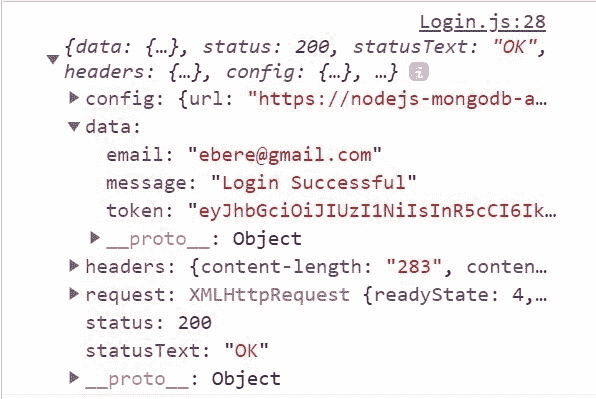 Login.js:28
{data: {…}, status: 200, statusText: "OK",
headers: {…}, config: {…}, …} i
config: {url: "https://nodejs-mongodb-a…
data:
email: "ebere@gmail.com"
message: "Login Successful"
token: "eyJhbGciOiJIUzI1NiIsInR5cCI6Ik…
__proto__: Object
headers: {content-length: "283", conten…
request: XMLHttpRequest {readyState: 4,…
status: 200
statusText: "OK"
__proto__: Object